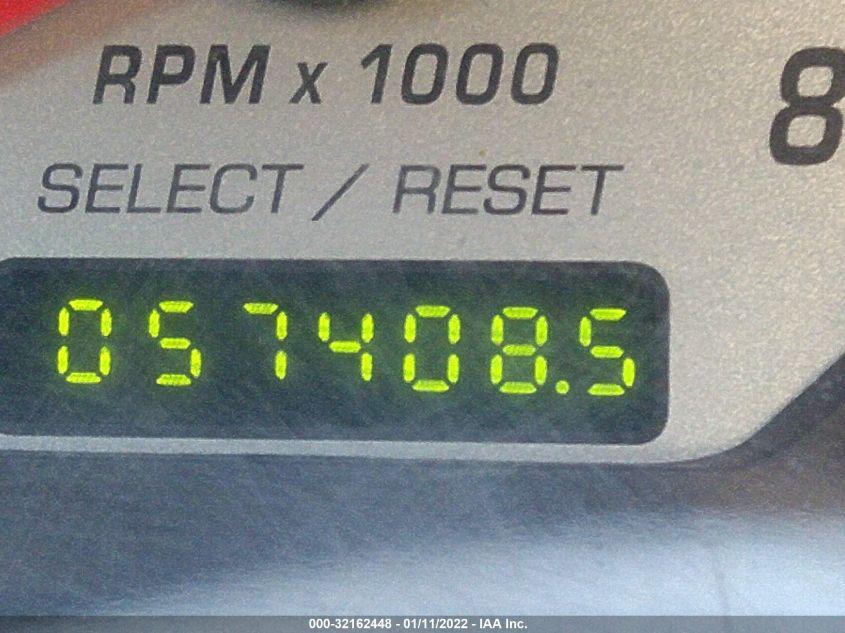 RPM x 1000
8
SELECT / RESET
057408.5
000-32162448 - 01/11/2022 - IAA Inc.